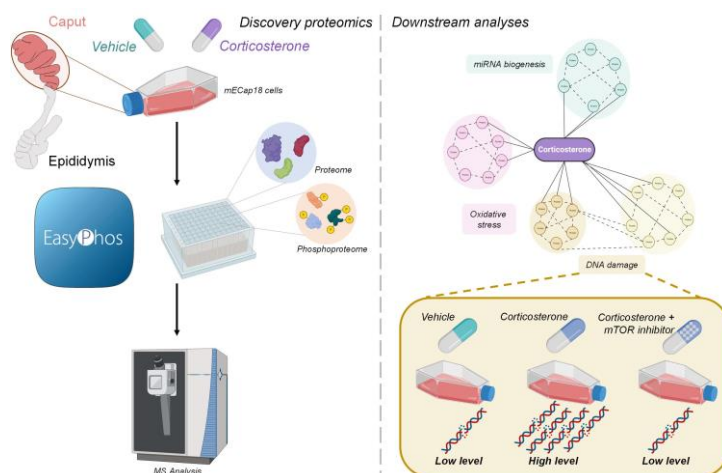 Discovery proteomics
Caput
Vehicle
Corticosterone
mECap18 cells
Epididymis
EasyPhos
Proteome
P
P
P
P
P
P
Phosphoproteome
MS Analysis
Downstream analyses
miRNA biogenesis
Corticosterone
Oxidative
stress
DNA damage
Vehicle
Corticosterone
Corticosterone +
mTOR inhibitor
Low level
High level
Low level